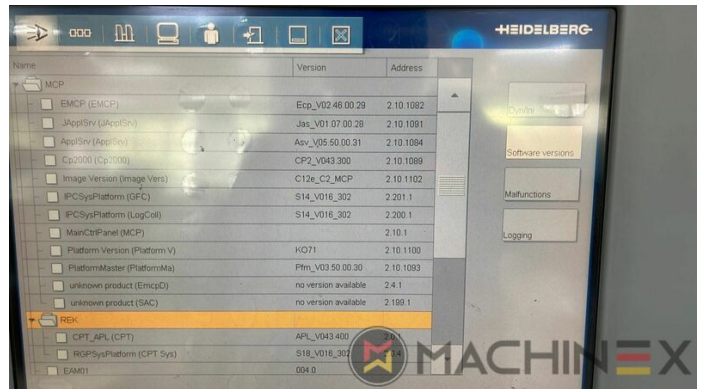 HEIDELBERG
Name Version Address
MCP
EMCP (EMCP) Ecp_V02.46.00.29 2.10.1082
JApplSrv (JApplSrv) Jas_V01.07.00.28 2.10.1091
ApplSrv (ApplSrv) Asv_V05.50.00.31 2.10.1084
Cp2000 (Cp2000) CP2_V043.300 2.10.1089
Image Version (Image Vers) C12e_C2_MCP 2.10.1102
IPCSysPlatform (GFC) S14_V016_302 2.201.1
IPCSysPlatform (LogColl) S14_V016_302 2.200.1
MainCtrlPanel (MCP) 2.10.1
Platform Version (Platform V) KO71 2.10.1100
PlatformMaster (PlatformMa) Pfm_V03.50.00.30 2.10.1093
unknown product (EmcpD) no version available 2.4.1
unknown product (SAC) no version available 2.199.1
REK
CPT_APL (CPT) APL_V043.400 2.0.1
RGPSysPlatform (CPT Sys) S18_V016_302
EAM01 004.0
Software versions
Malfunctions
Logging
MACHINEX